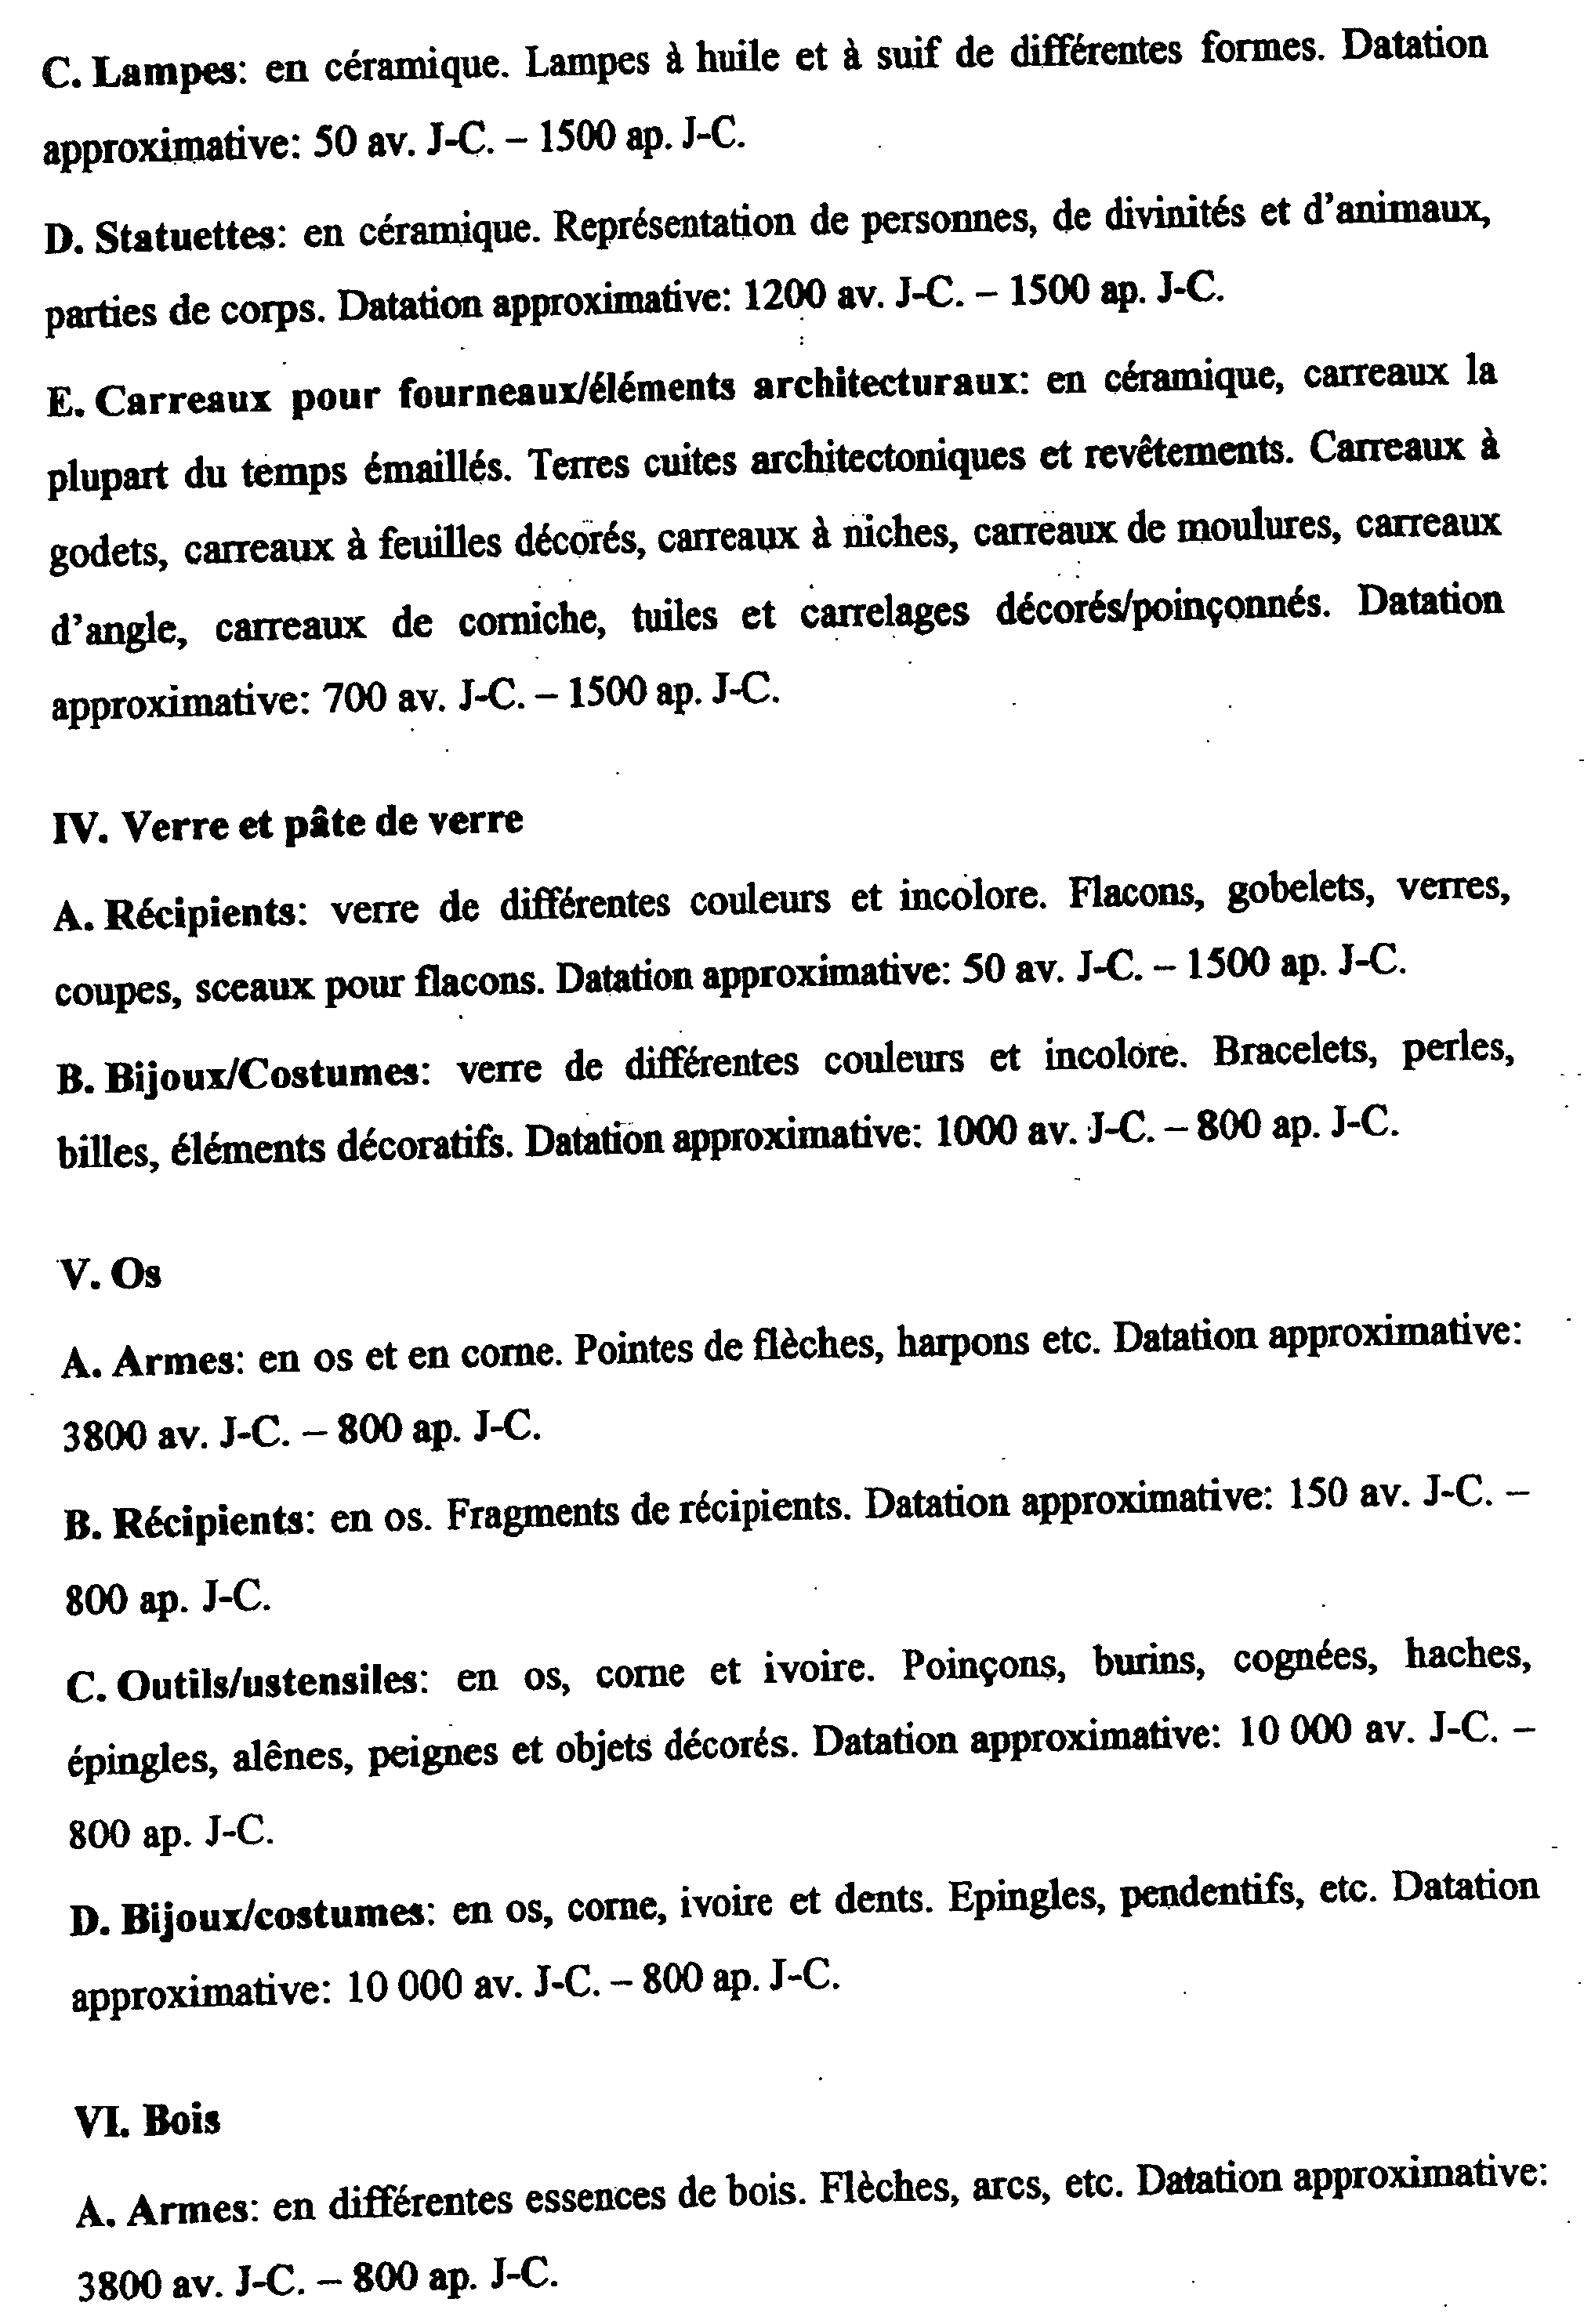 C. Lampes: en céramique. Lampes à huile et à suif de différentes formes. Datation
approximative: 50 av. J-C. – 1500 ap. J-C.
D. Statuettes: en céramique. Représentation de personnes, de divinités et d’animaux,
parties de corps. Datation approximative: 1200 av. J-C. – 1500 ap. J-C.
E. Carreaux pour fourneaux/éléments architecturaux: en céramique, carreaux la
plupart du temps émaillés. Terres cuites architectoniques et revêtements. Carreaux à
godets, carreaux à feuilles décorés, carreaux à niches, carreaux de moulures, carreaux
d’angle, carreaux de corniche, tuiles et carrelages décorés/poinçonnés. Datation
approximative: 700 av. J-C. – 1500 ap. J-C.
IV. Verre et pâte de verre
A. Récipients: verre de différentes couleurs et incolore. Flacons, gobelets, verres,
coupes, sceaux pour flacons. Datation approximative: 50 av. J-C. – 1500 ap. J-C.
B. Bijoux/Costumes: verre de différentes couleurs et incolore. Bracelets, perles,
billes, éléments décoratifs. Datation approximative: 1000 av. J-C. – 800 ap. J-C.
V. Os
A. Armes: en os et en corne. Pointes de flèches, harpons etc. Datation approximative:
3800 av. J-C. – 800 ap. J-C.
B. Récipients: en os. Fragments de récipients. Datation approximative: 150 av. J-C. –
800 ap. J-C.
C. Outils/ustensiles: en os, corne et ivoire. Poinçons, burins, cognées, haches,
épingles, alênes, peignes et objets décorés. Datation approximative: 10 000 av. J-C. –
800 ap. J-C.
D. Bijoux/costumes: en os, corne, ivoire et dents. Epingles, pendentifs, etc. Datation
approximative: 10 000 av. J-C. – 800 ap. J-C.
VI. Bois
A. Armes: en différentes essences de bois. Flèches, arcs, etc. Datation approximative:
3800 av. J-C. – 800 ap. J-C.